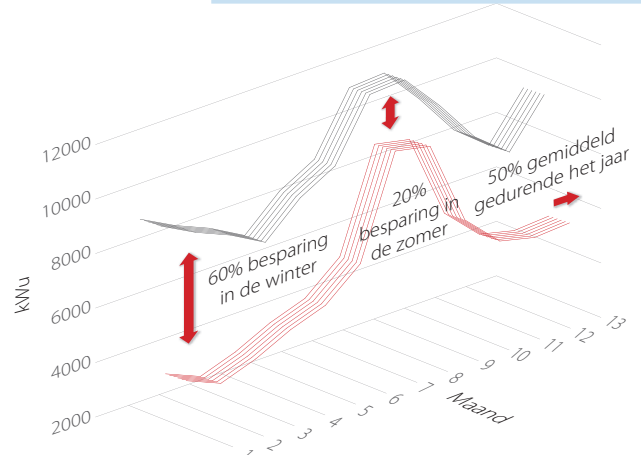 12000
10000
8000
6000
4000
2000
kWu
60% besparing
in de winter
20%
besparing in
de zomer
50% gemiddeld
gedurende het jaar
1
2
3
4
5
6
7
8
9
10
11
12
13
Maand